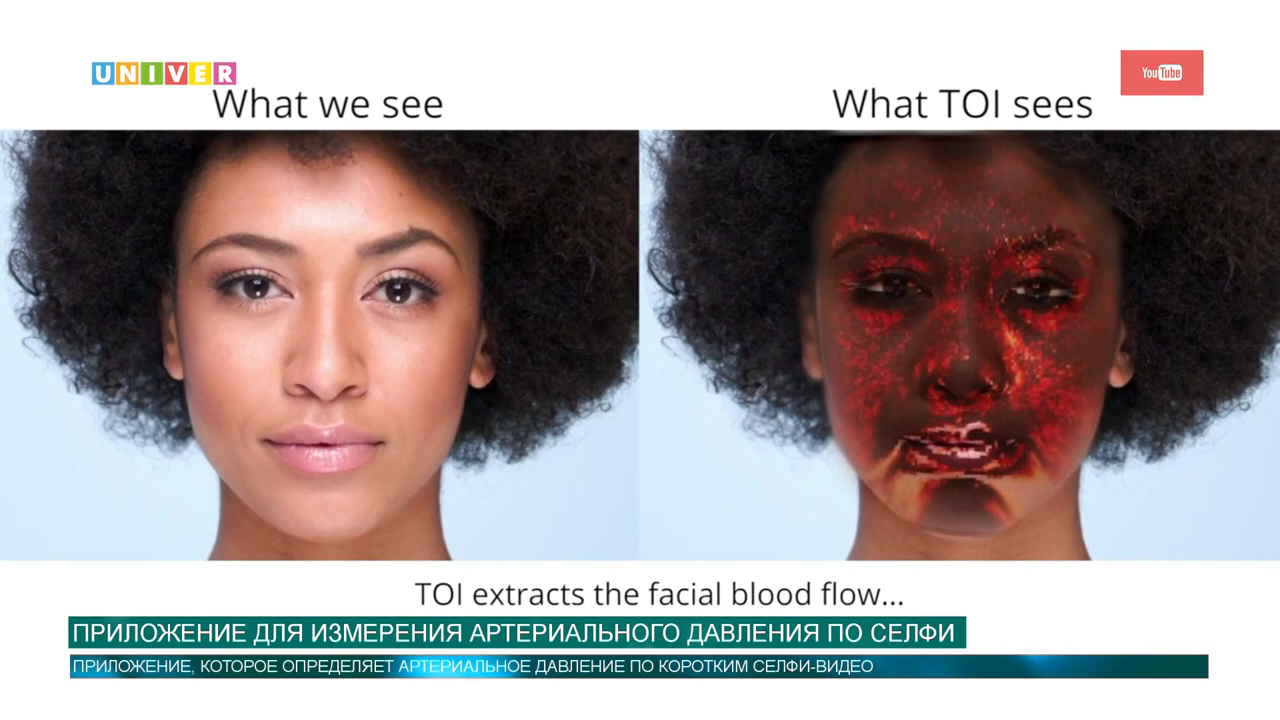 UNIVER
YouTube
What we see
What TOI sees
TOI extracts the facial blood flow...
ПРИЛОЖЕНИЕ ДЛЯ ИЗМЕРЕНИЯ АРТЕРИАЛЬНОГО ДАВЛЕНИЯ ПО СЕЛФИ
ПРИЛОЖЕНИЕ, КОТОРОЕ ОПРЕДЕЛЯЕТ АРТЕРИАЛЬНОЕ ДАВЛЕНИЕ ПО КОРОТКИМ СЕЛФИ-ВИДЕО